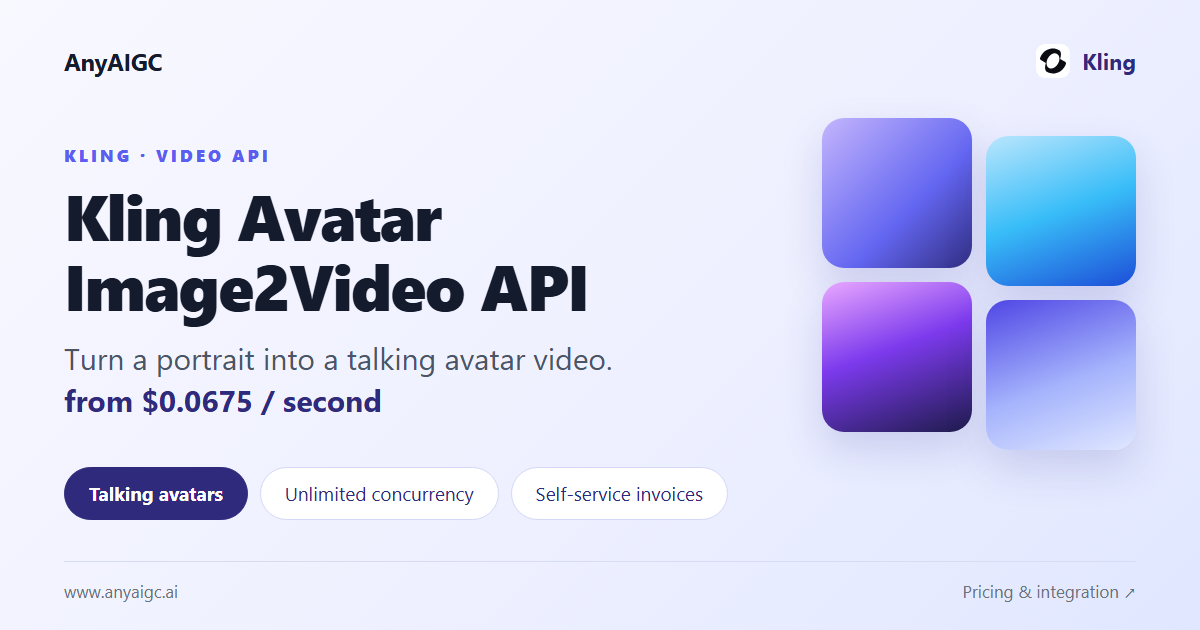 AnyAIGC
Kling
KLING · VIDEO API
Kling Avatar
Image2Video API
Turn a portrait into a talking avatar video.
from $0.0675 / second
Talking avatars
Unlimited concurrency
Self-service invoices
www.anyaigc.ai
Pricing & integration ↗